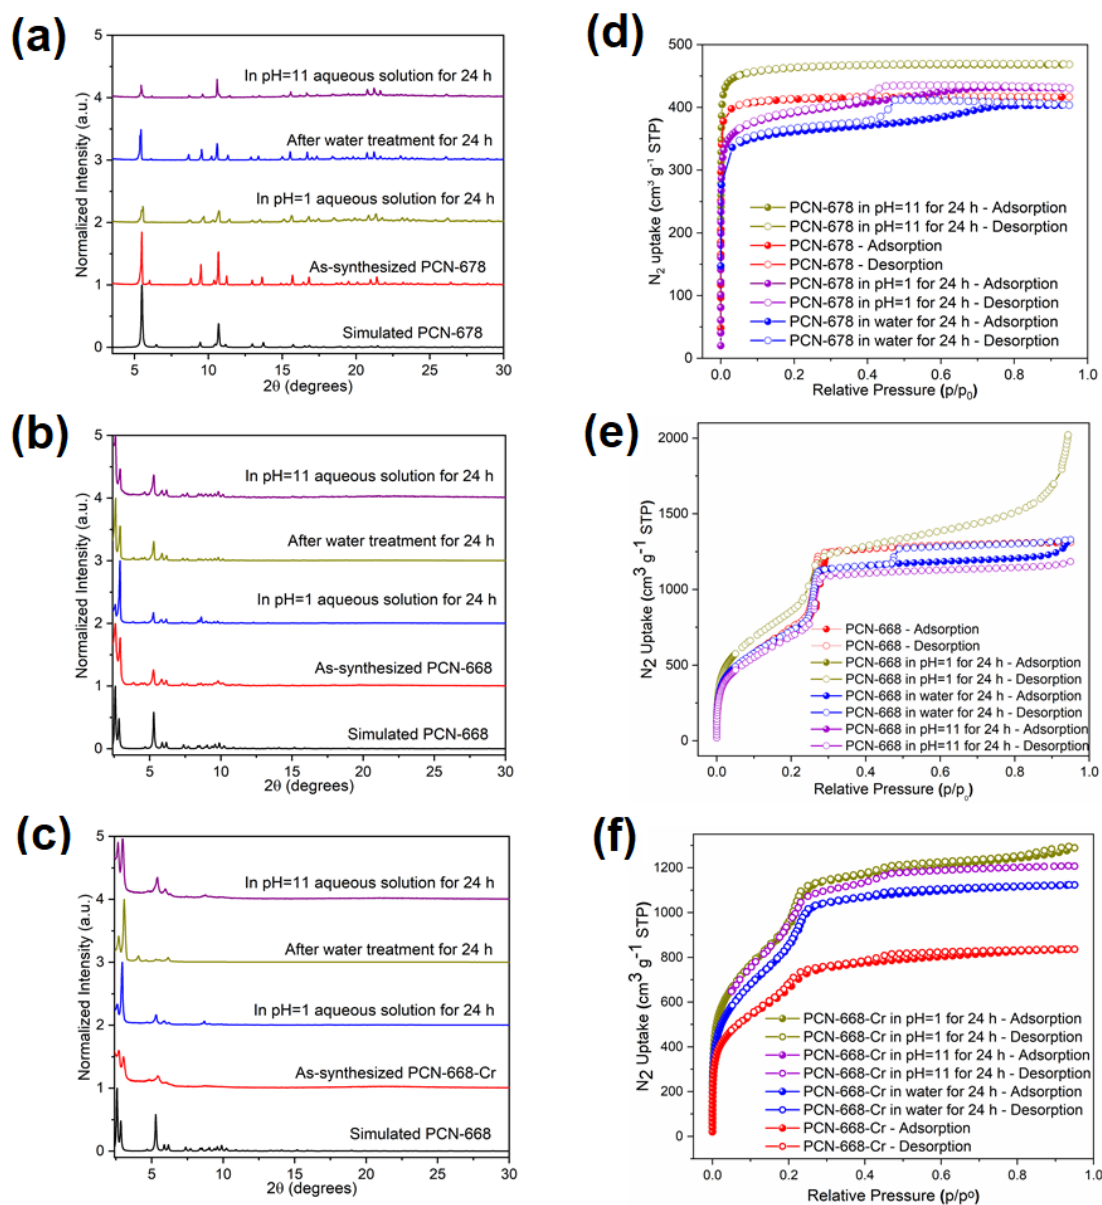 (a)
5
4
3
2
1
0
Normalized Intensity (a.u.)
In pH=11 aqueous solution for 24 h
After water treatment for 24 h
In pH=1 aqueous solution for 24 h
As-synthesized PCN-678
Simulated PCN-678
5 10 15 20 25 30
2θ (degrees)
(d)
500
400
300
200
100
0
N2 uptake (cm3 g-1 STP)
PCN-678 in pH=11 for 24 h - Adsorption
PCN-678 in pH=11 for 24 h - Desorption
PCN-678 - Adsorption
PCN-678 - Desorption
PCN-678 in pH=1 for 24 h - Adsorption
PCN-678 in pH=1 for 24 h - Desorption
PCN-678 in water for 24 h - Adsorption
PCN-678 in water for 24 h - Desorption
0.0 0.2 0.4 0.6 0.8 1.0
Relative Pressure (p/p0)
(b)
5
4
3
2
1
0
Normalized Intensity (a.u.)
In pH=11 aqueous solution for 24 h
After water treatment for 24 h
In pH=1 aqueous solution for 24 h
As-synthesized PCN-668
Simulated PCN-668
5 10 15 20 25 30
2θ (degrees)
(e)
2000
1500
1000
500
0
N2 Uptake (cm3 g-1 STP)
PCN-668 - Adsorption
PCN-668 - Desorption
PCN-668 in pH=1 for 24 h - Adsorption
PCN-668 in pH=1 for 24 h - Desorption
PCN-668 in water for 24 h - Adsorption
PCN-668 in water for 24 h - Desorption
PCN-668 in pH=11 for 24 h - Adsorption
PCN-668 in pH=11 for 24 h - Desorption
0.0 0.2 0.4 0.6 0.8 1.0
Relative Pressure (p/p0)
(c)
5
4
3
2
1
0
Normalized Intensity (a.u.)
In pH=11 aqueous solution for 24 h
After water treatment for 24 h
In pH=1 aqueous solution for 24 h
As-synthesized PCN-668-Cr
Simulated PCN-668
5 10 15 20 25 30
2θ (degrees)
(f)
1200
1000
800
600
400
200
0
N2 Uptake (cm3 g-1 STP)
PCN-668-Cr in pH=1 for 24 h - Adsorption
PCN-668-Cr in pH=1 for 24 h - Desorption
PCN-668-Cr in pH=11 for 24 h - Adsorption
PCN-668-Cr in pH=11 for 24 h - Desorption
PCN-668-Cr in water for 24 h - Adsorption
PCN-668-Cr in water for 24 h - Desorption
PCN-668-Cr - Adsorption
PCN-668-Cr - Desorption
0.0 0.2 0.4 0.6 0.8 1.0
Relative Pressure (p/po)